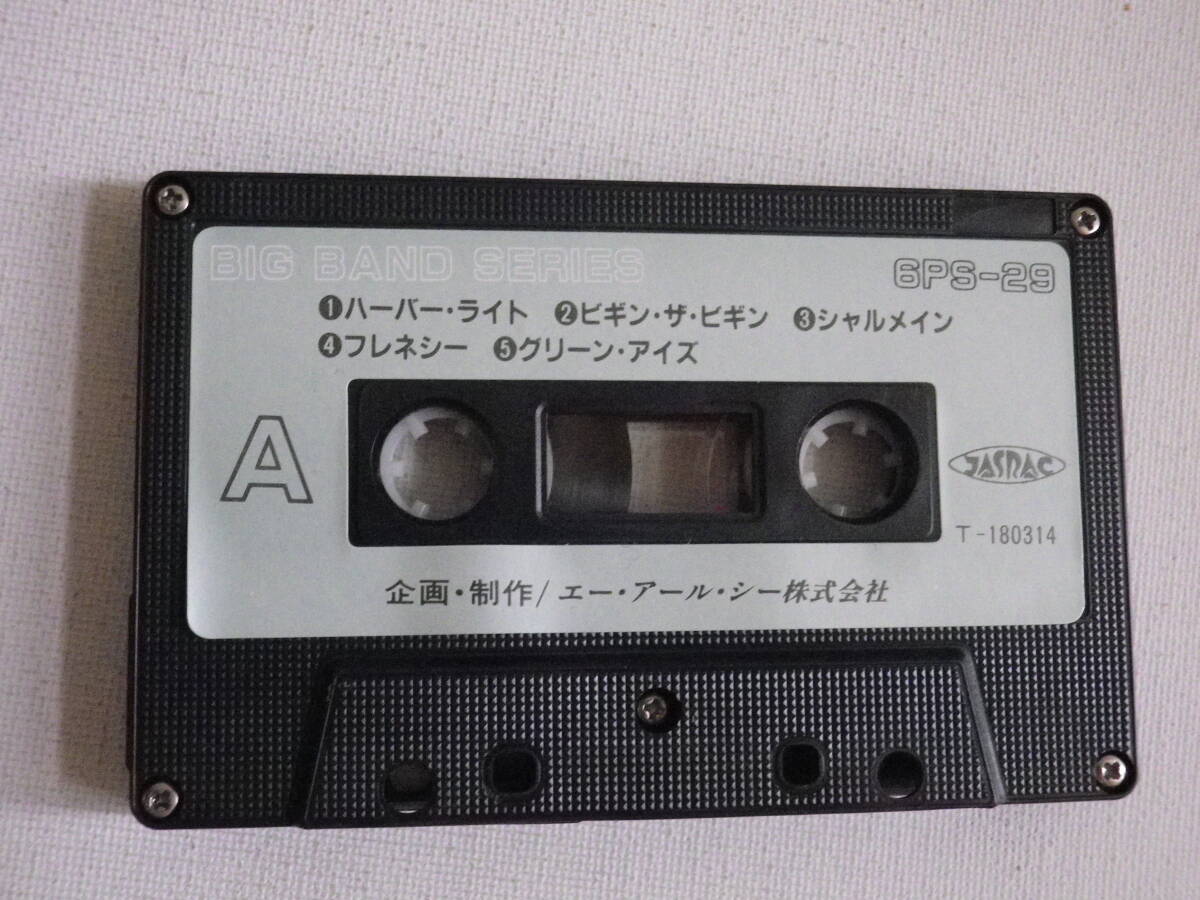 BIG BAND SERIES 6PS-29
❶ハーバー・ライト ❷ビギン・ザ・ビギン ❸シャルメイン
❹フレネシー ❺グリーン・アイズ
A
JASRAC
T-180314
企画・制作/エー・アール・シー株式会社